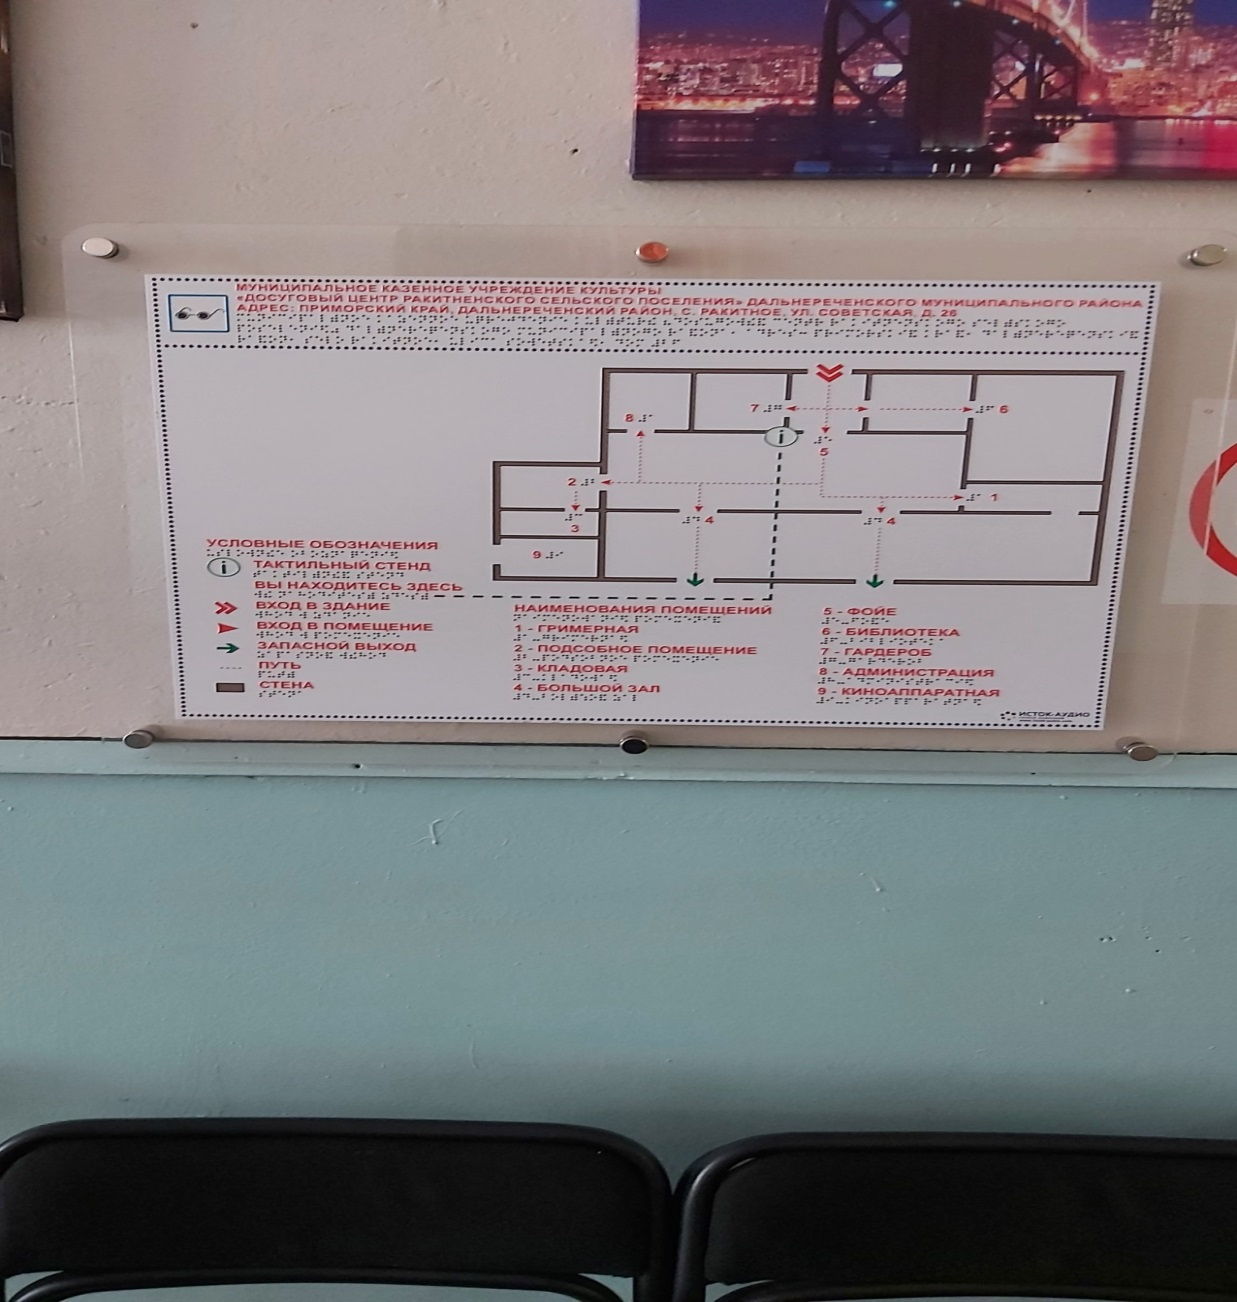 МУНИЦИПАЛЬНОЕ КАЗЕННОЕ УЧРЕЖДЕНИЕ КУЛЬТУРЫ
«ДОСУГОВЫЙ ЦЕНТР РАКИТНЕНСКОГО СЕЛЬСКОГО ПОСЕЛЕНИЯ» ДАЛЬНЕРЕЧЕНСКОГО МУНИЦИПАЛЬНОГО РАЙОНА
АДРЕС: ПРИМОРСКИЙ КРАЙ, ДАЛЬНЕРЕЧЕНСКИЙ РАЙОН, С. РАКИТНОЕ, УЛ. СОВЕТСКАЯ, Д. 26
7
6
8
i
5
2
1
4
4
3
9
УСЛОВНЫЕ ОБОЗНАЧЕНИЯ
i ТАКТИЛЬНЫЙ СТЕНД
ВЫ НАХОДИТЕСЬ ЗДЕСЬ
ВХОД В ЗДАНИЕ
ВХОД В ПОМЕЩЕНИЕ
ЗАПАСНОЙ ВЫХОД
ПУТЬ
СТЕНА
НАИМЕНОВАНИЯ ПОМЕЩЕНИЙ
1 - ГРИМЕРНАЯ
2 - ПОДСОБНОЕ ПОМЕЩЕНИЕ
3 - КЛАДОВАЯ
4 - БОЛЬШОЙ ЗАЛ
5 - ФОЙЕ
6 - БИБЛИОТЕКА
7 - ГАРДЕРОБ
8 - АДМИНИСТРАЦИЯ
9 - КИНОАППАРАТНАЯ
ИСТОК-АУДИО